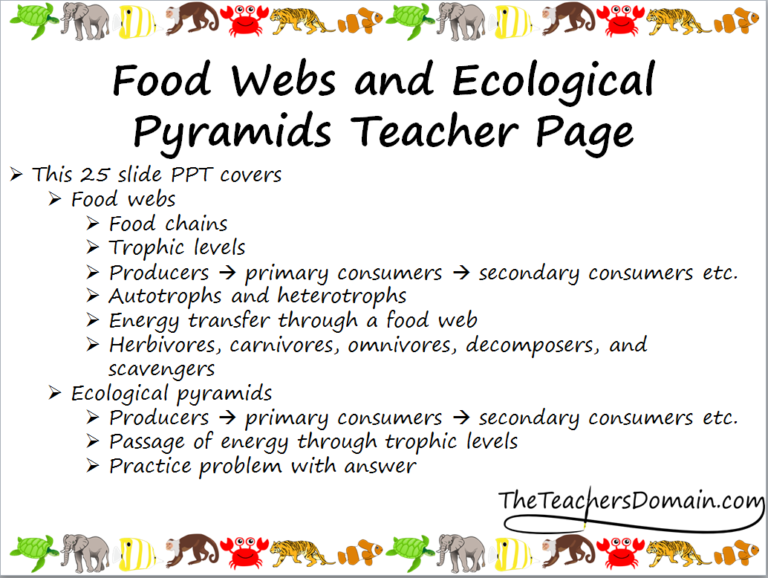 Food Webs and Ecological
Pyramids Teacher Page
➢ This 25 slide PPT covers
➢ Food webs
➢ Food chains
➢ Trophic levels
➢ Producers → primary consumers → secondary consumers etc.
➢ Autotrophs and heterotrophs
➢ Energy transfer through a food web
➢ Herbivores, carnivores, omnivores, decomposers, and
scavengers
➢ Ecological pyramids
➢ Producers → primary consumers → secondary consumers etc.
➢ Passage of energy through trophic levels
➢ Practice problem with answer
TheTeachersDomain.com